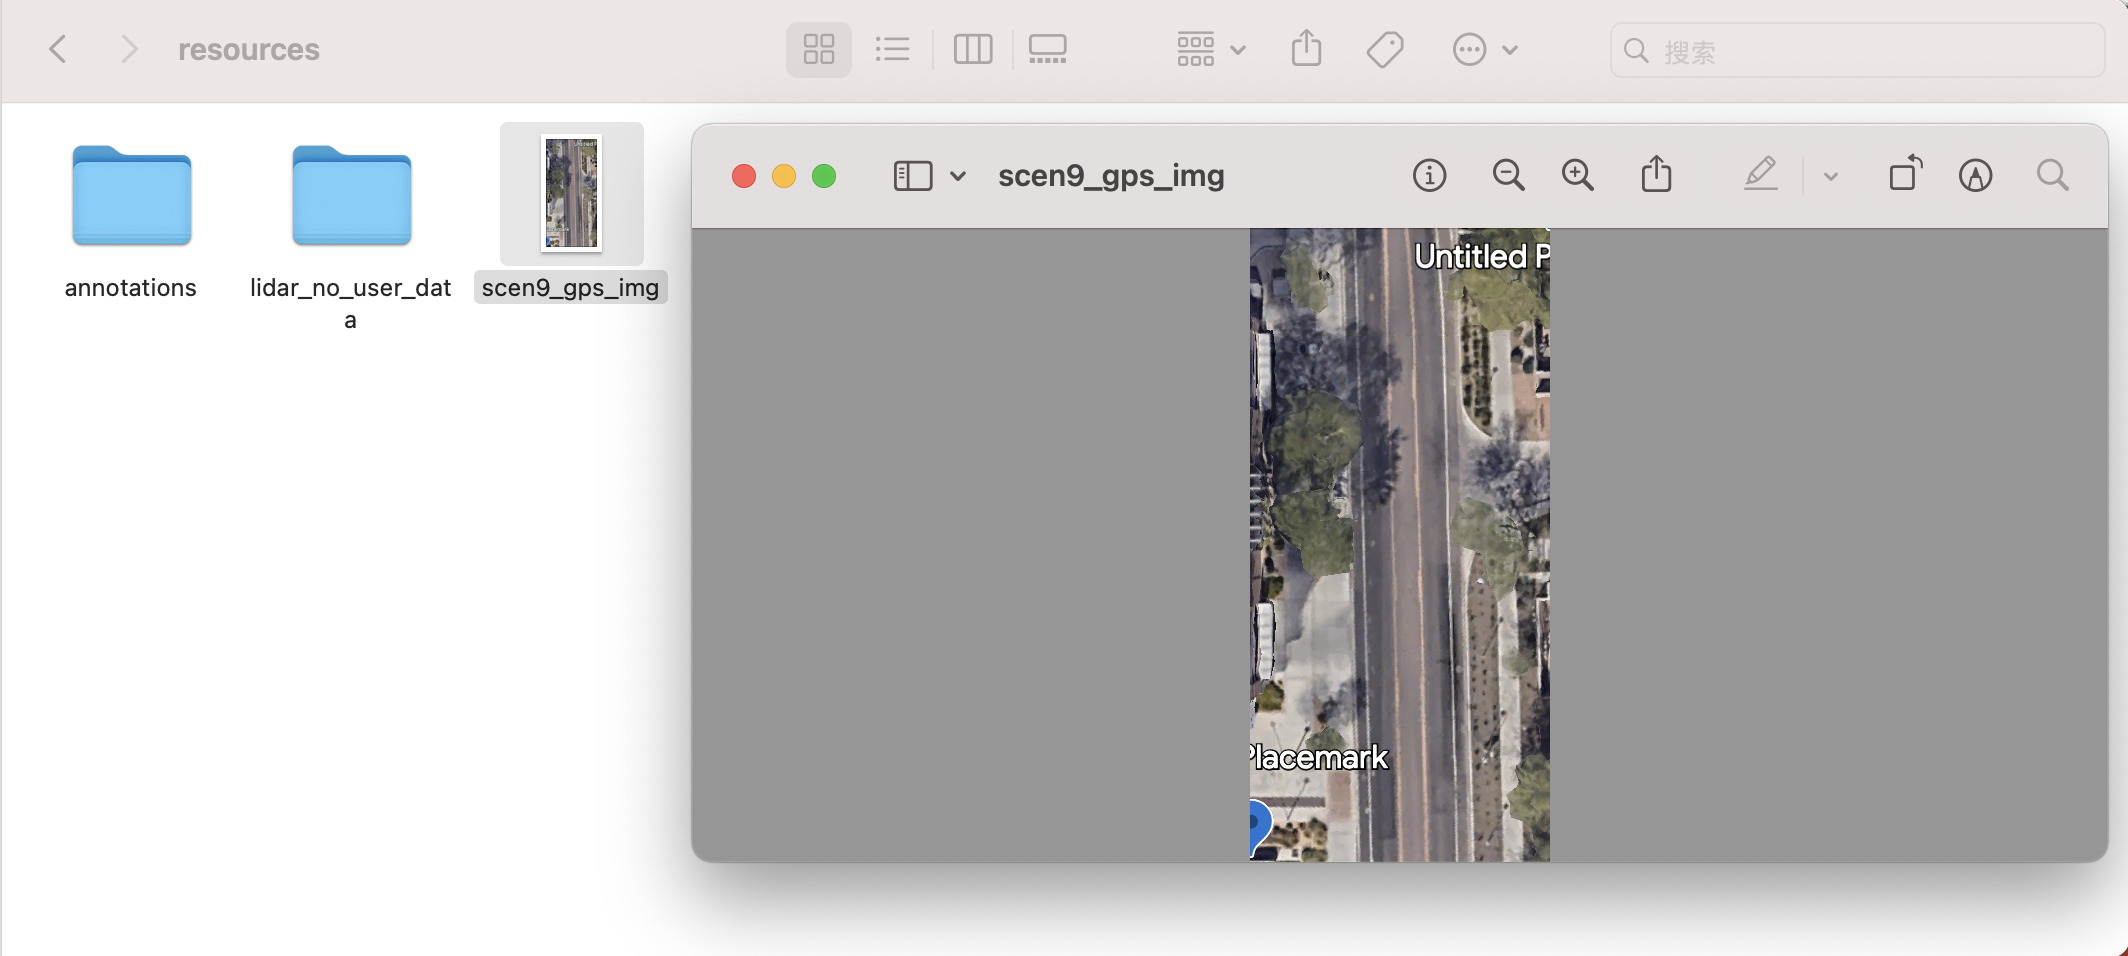 resources
搜索
annotations
lidar_no_user_dat
a
scen9_gps_img
scen9_gps_img
Untitled P
Placemark